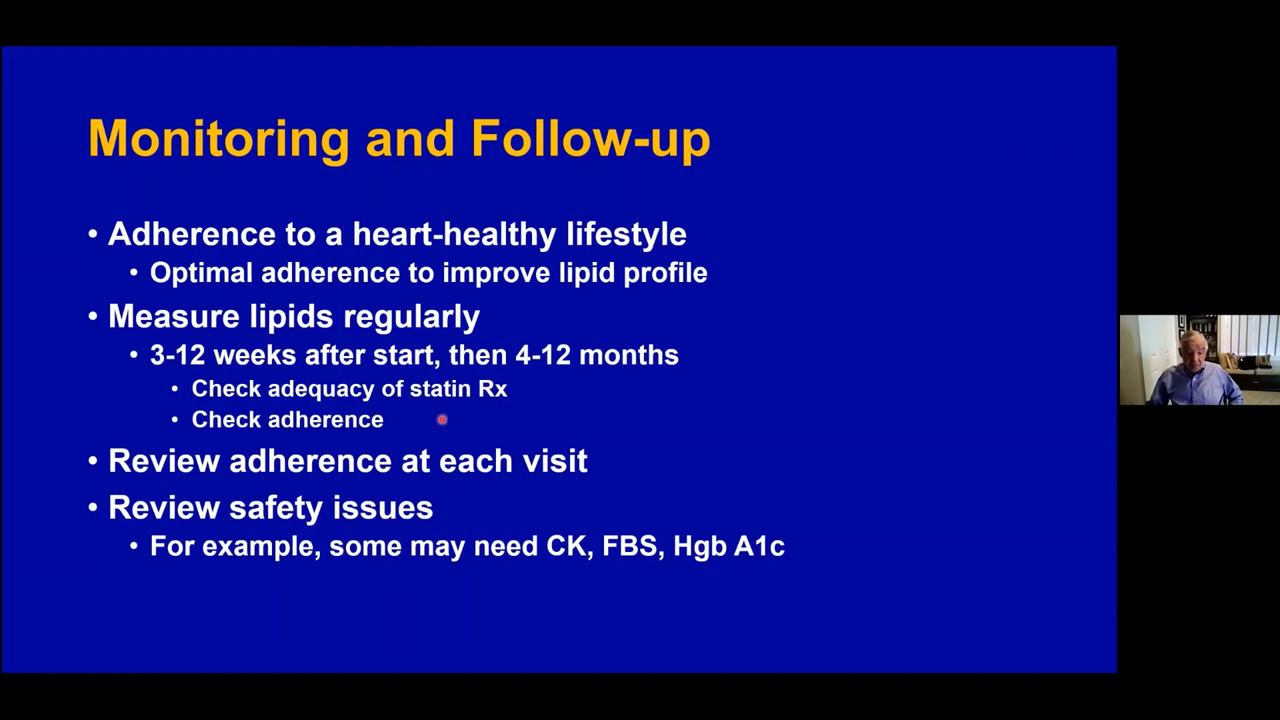 Monitoring and Follow-up
• Adherence to a heart-healthy lifestyle
• Optimal adherence to improve lipid profile
• Measure lipids regularly
• 3-12 weeks after start, then 4-12 months
• Check adequacy of statin Rx
• Check adherence
• Review adherence at each visit
• Review safety issues
• For example, some may need CK, FBS, Hgb A1c